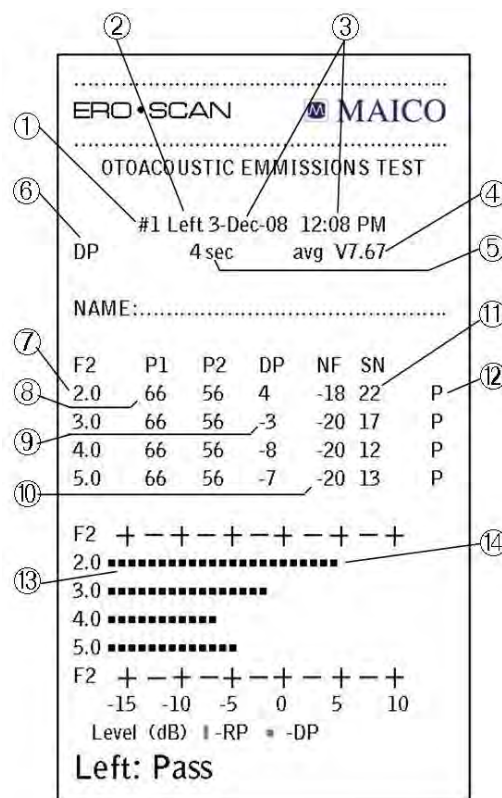 ② ③
ERO•SCAN M MAICO
①
OTOACOUSTIC EMMISSIONS TEST
⑥ ④
#1 Left 3-Dec-08 12:08 PM
DP 4 sec avg V7.67
⑤
NAME:
⑪
⑦ F2 P1 P2 DP NF SN
2.0 66 56 4 -18 22 P ⑫
⑧
3.0 66 56 -3 -20 17 P
⑨
4.0 66 56 -8 -20 12 P
5.0 66 56 -7 -20 13 P
⑩
F2
2.0 ⑭
⑬
3.0
4.0
5.0
F2
-15 -10 -5 0 5 10
Level (dB) -RP -DP
Left: Pass